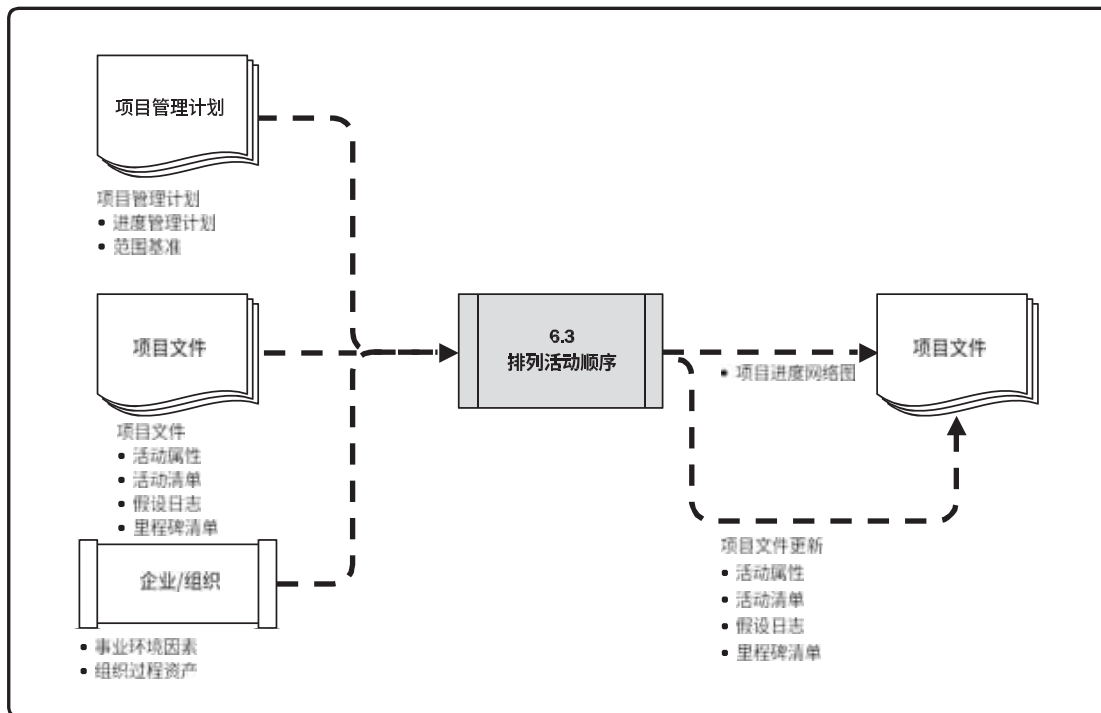 项目管理计划
项目管理计划
• 进度管理计划
• 范围基准
项目文件
项目文件
• 活动属性
• 活动清单
• 假设日志
• 里程碑清单
企业/组织
• 事业环境因素
• 组织过程资产
6.3
排列活动顺序
• 项目进度网络图
项目文件
项目文件更新
• 活动属性
• 活动清单
• 假设日志
• 里程碑清单